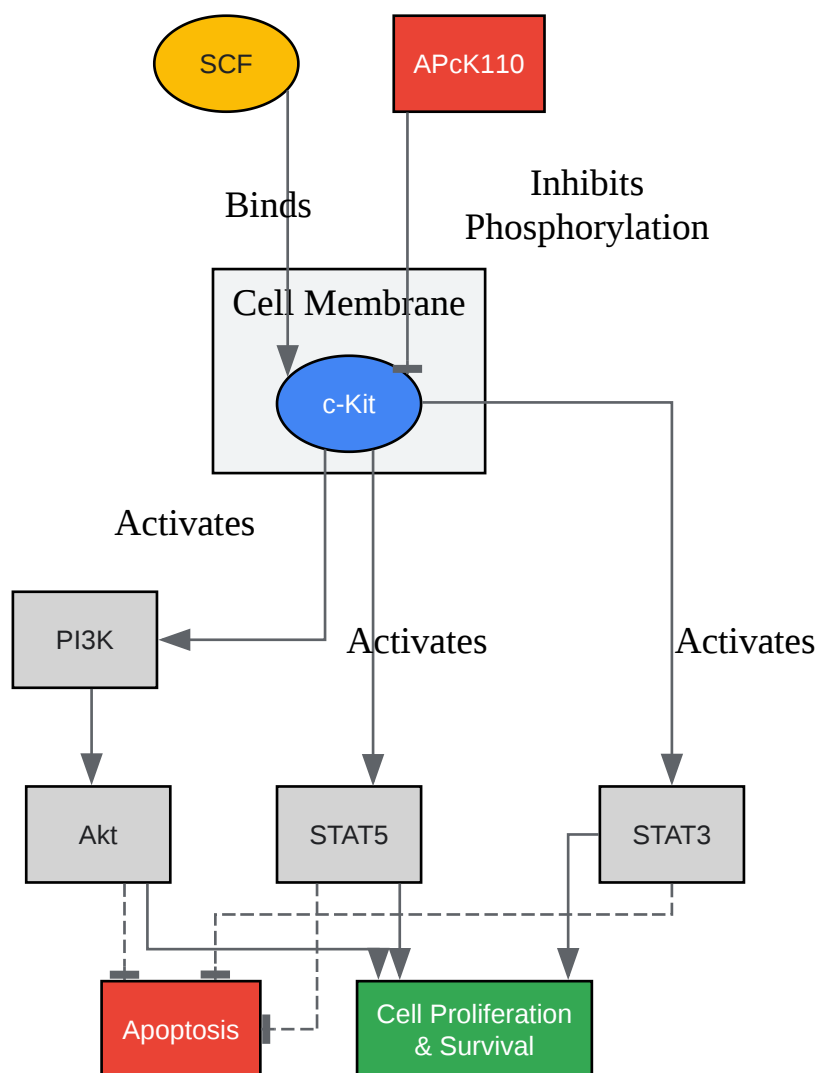 SCF
APcK110
Binds
Inhibits
Phosphorylation
Cell Membrane
c-Kit
Activates
PI3K
Activates
Activates
Akt
STAT5
STAT3
Apoptosis
Cell Proliferation
& Survival